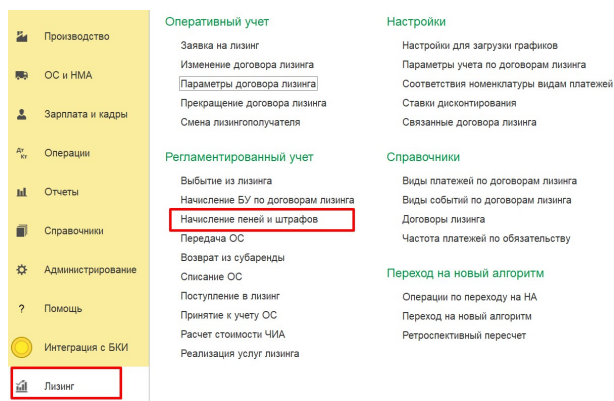 Производство
ОС и НМА
Зарплата и кадры
Дт Кт Операции
Отчеты
Справочники
Администрирование
? Помощь
Интеграция с БКИ
Лизинг
Оперативный учет
Заявка на лизинг
Изменение договора лизинга
Параметры договора лизинга
Прекращение договора лизинга
Смена лизингополучателя
Регламентированный учет
Выбытие из лизинга
Начисление БУ по договорам лизинга
Начисление пеней и штрафов
Передача ОС
Возврат из субаренды
Списание ОС
Поступление в лизинг
Принятие к учету ОС
Расчет стоимости ЧИА
Реализация услуг лизинга
Настройки
Настройки для загрузки графиков
Параметры учета по договорам лизинга
Соответствия номенклатуры видам платежей
Ставки дисконтирования
Связанные договора лизинга
Справочники
Виды платежей по договорам лизинга
Виды событий по договорам лизинга
Договоры лизинга
Частота платежей по обязательству
Переход на новый алгоритм
Операции по переходу на НА
Переход на новый алгоритм
Ретроспективный пересчет